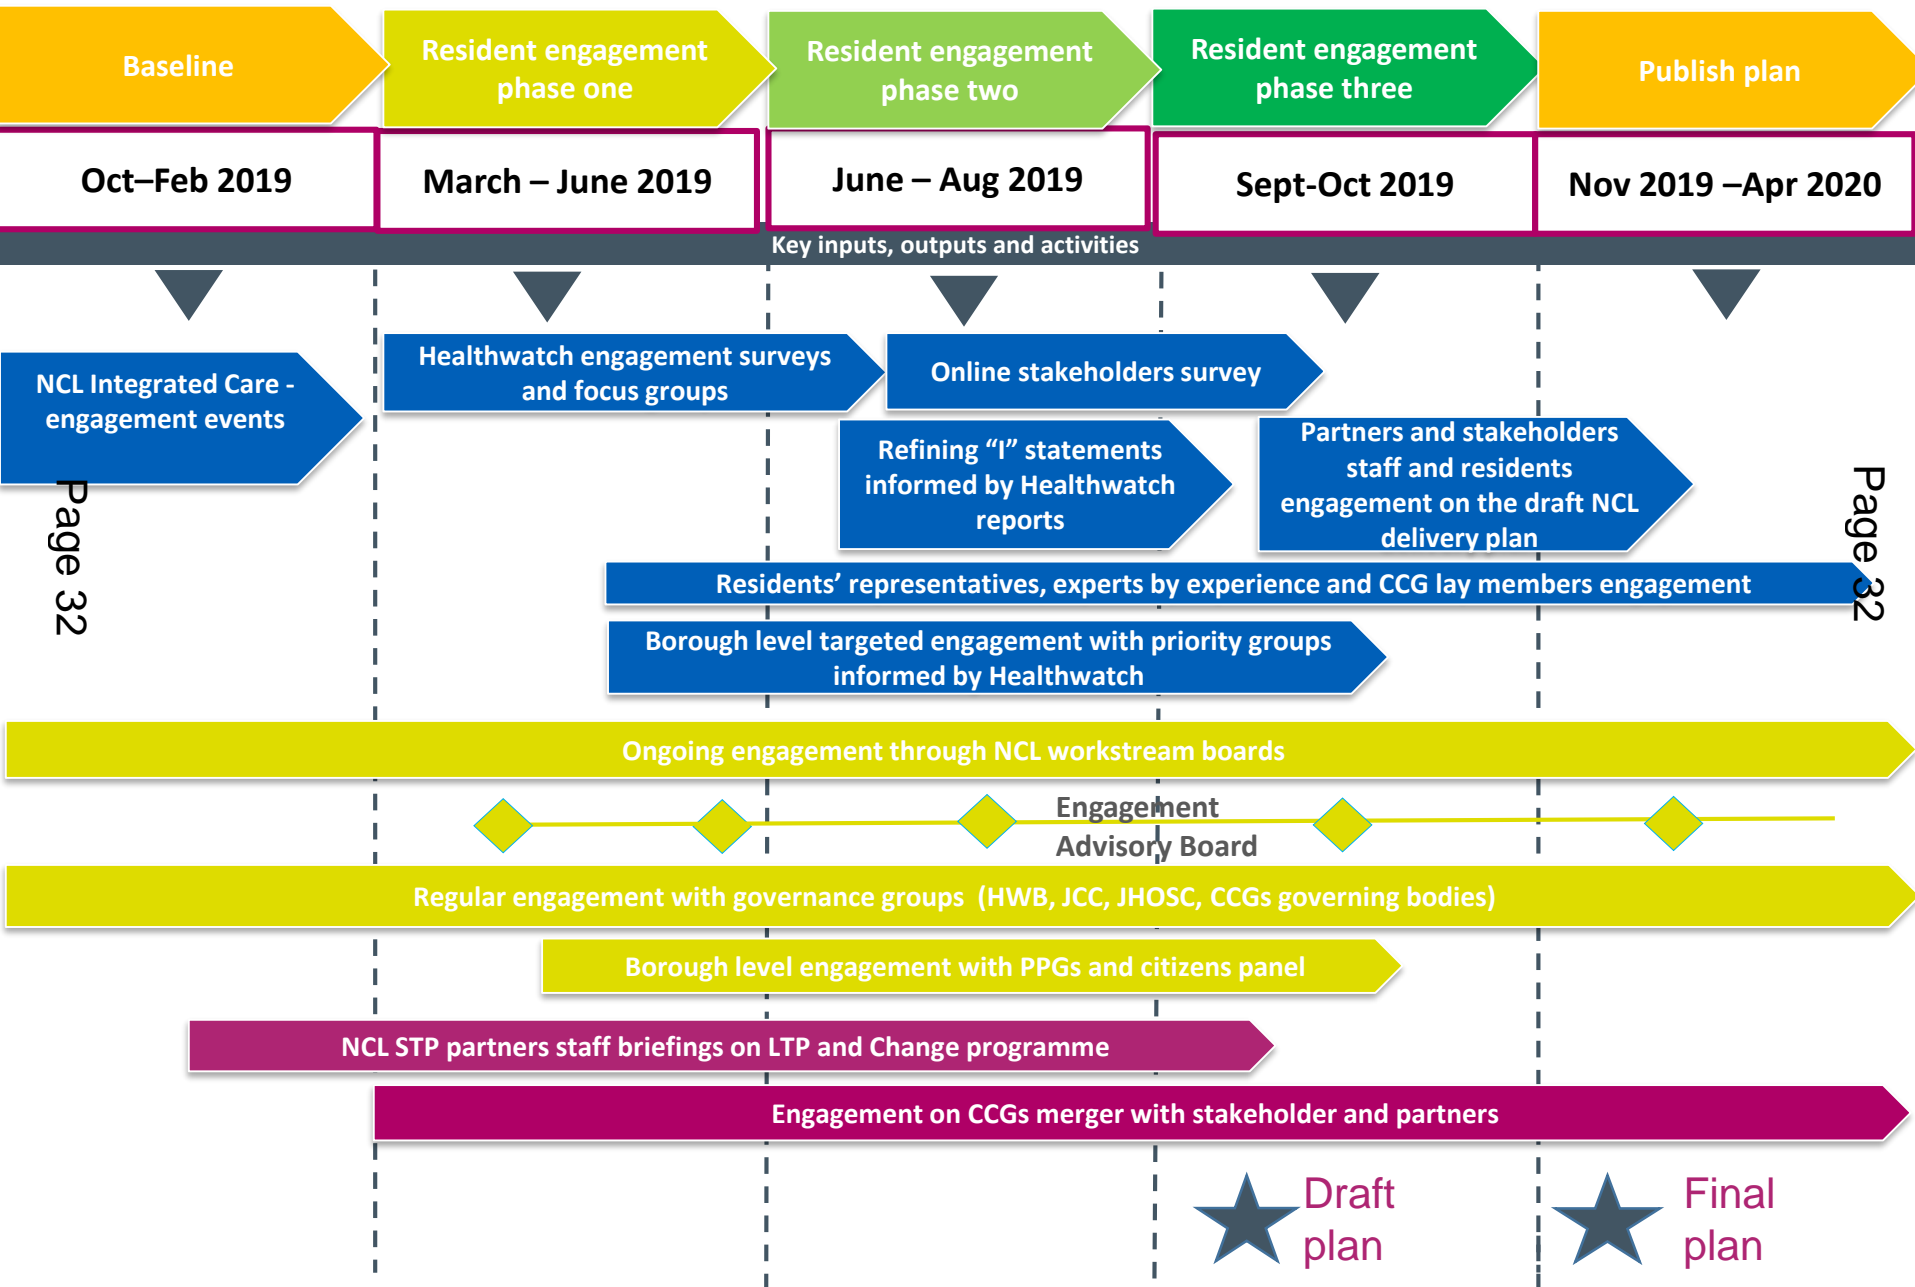 Baseline
Resident engagement
phase one
Resident engagement
phase two
Resident engagement
phase three
Publish plan
Oct–Feb 2019
March – June 2019
June – Aug 2019
Sept-Oct 2019
Nov 2019 –Apr 2020
Key inputs, outputs and activities
NCL Integrated Care -
engagement events
Healthwatch engagement surveys
and focus groups
Online stakeholders survey
Refining “I” statements
informed by Healthwatch
reports
Partners and stakeholders
staff and residents
engagement on the draft NCL
delivery plan
Page 32
Page 32
Residents’ representatives, experts by experience and CCG lay members engagement
Borough level targeted engagement with priority groups
informed by Healthwatch
Ongoing engagement through NCL workstream boards
Engagement
Advisory Board
Regular engagement with governance groups (HWB, JCC, JHOSC, CCGs governing bodies)
Borough level engagement with PPGs and citizens panel
NCL STP partners staff briefings on LTP and Change programme
Engagement on CCGs merger with stakeholder and partners
Draft
plan
Final
plan